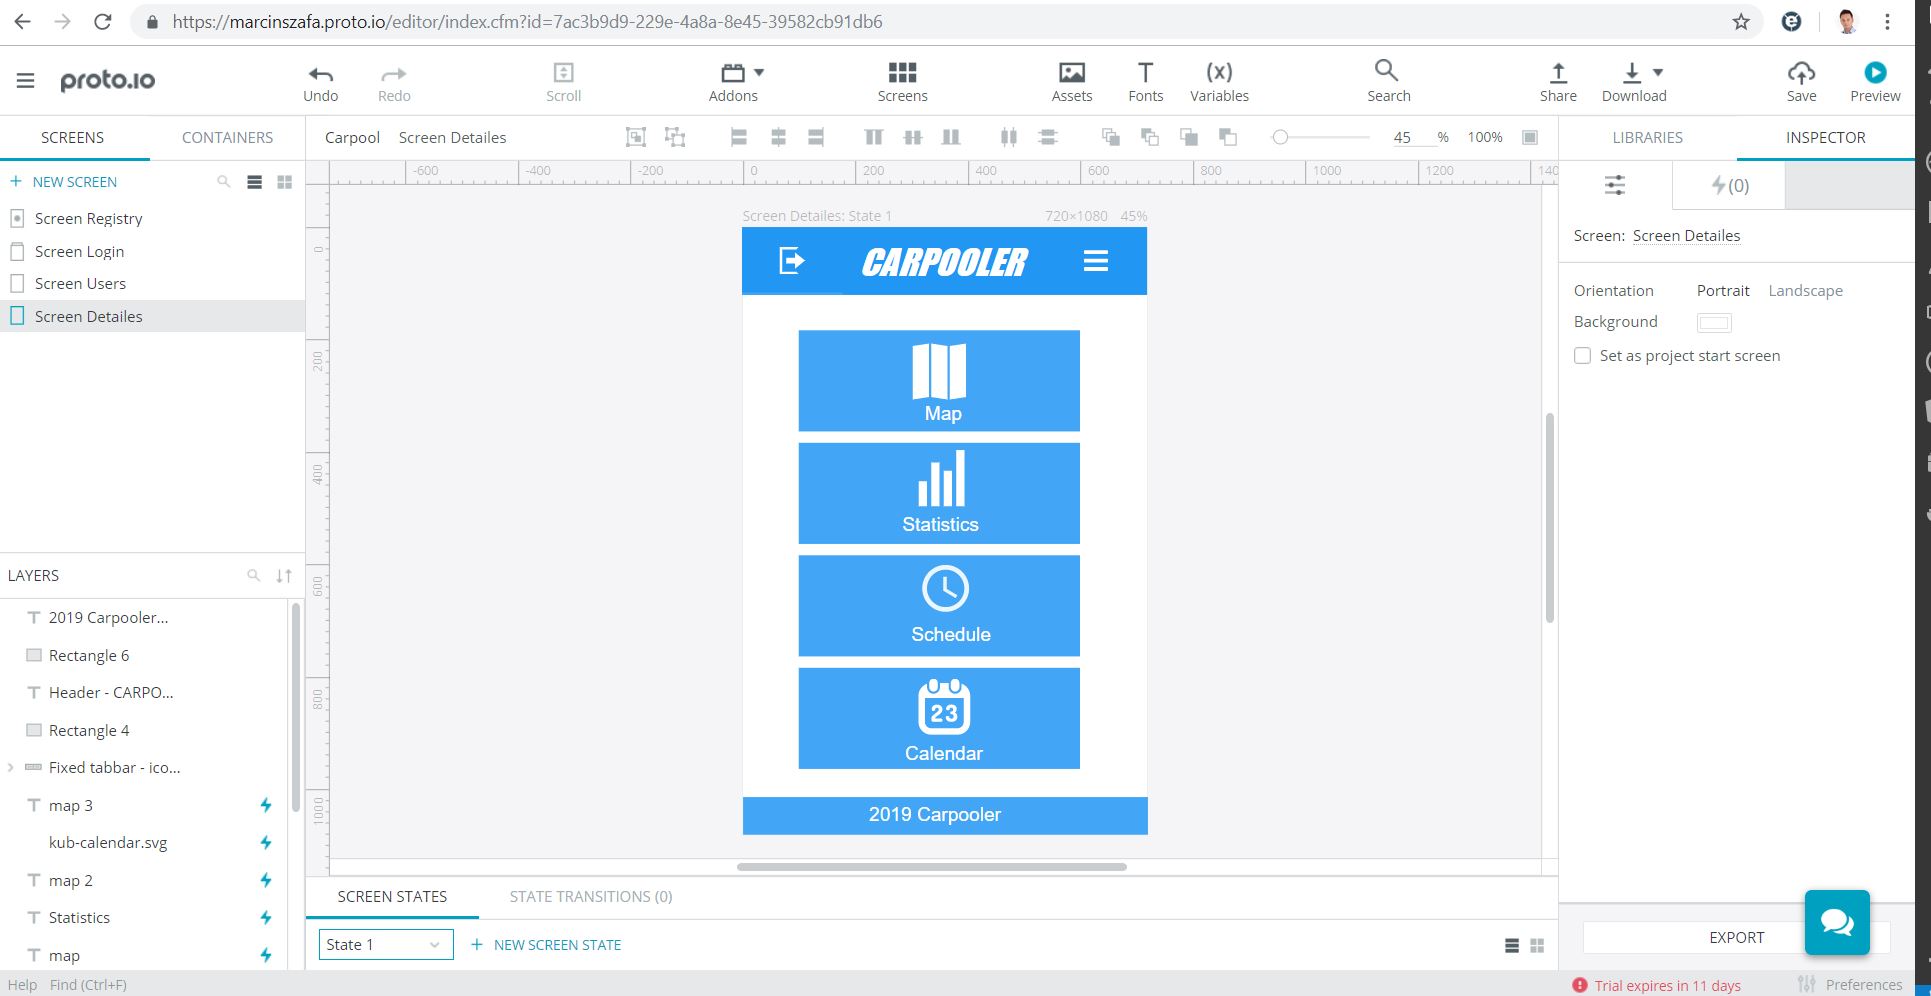 https://marcinszafa.proto.io/editor/index.cfm?id=7ac3b9d9-229e-4a8a-8e45-39582cb91db6
proto.io
Undo
Redo
Scroll
Addons
Screens
Assets
Fonts
(x)
Variables
Search
Share
Download
Save
Preview
SCREENS
CONTAINERS
Carpool
Screen Detailes
45 %
100%
LIBRARIES
INSPECTOR
+ NEW SCREEN
Screen Registry
Screen Login
Screen Users
Screen Detailes
-600 -400 -200 0 200 400 600 800 1000 1200 140
0
200
400
600
800
1000
Screen Detailes: State 1
720×1080 45%
CARPOOLER
Map
Statistics
Schedule
23
Calendar
2019 Carpooler
(0)
Screen: Screen Detailes
Orientation Portrait Landscape
Background
Set as project start screen
LAYERS
2019 Carpooler...
Rectangle 6
Header - CARPO...
Rectangle 4
Fixed tabbar - ico...
map 3
kub-calendar.svg
map 2
Statistics
map
SCREEN STATES
STATE TRANSITIONS (0)
State 1
+ NEW SCREEN STATE
EXPORT
Help
Find (Ctrl+F)
Trial expires in 11 days
Preferences